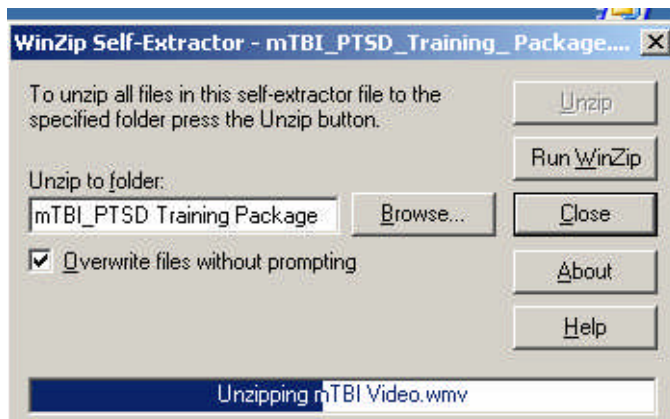 WinZip Self-Extractor - mTBI_PTSD_Training_ Package....
To unzip all files in this self-extractor file to the
specified folder press the Unzip button.
Unzip to folder:
mTBI_PTSD Training Package
Browse...
Overwrite files without prompting
Unzip
Run WinZip
Close
About
Help
Unzipping mTBI Video.wmv